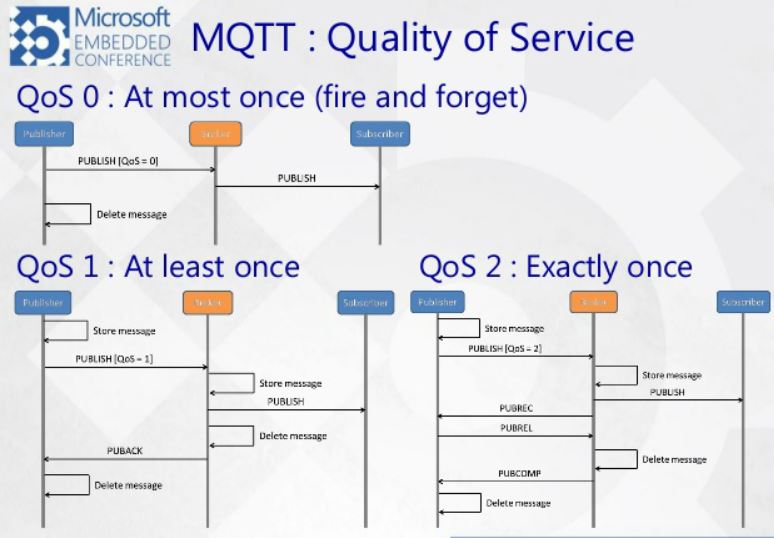 Microsoft
EMBEDDED
CONFERENCE
MQTT : Quality of Service
QoS 0 : At most once (fire and forget)
Publisher
Broker
Subscriber
PUBLISH [QoS = 0]
PUBLISH
Delete message
QoS 1 : At least once
Publisher
Broker
Subscriber
Store message
PUBLISH [QoS = 1]
Store message
PUBLISH
Delete message
PUBACK
Delete message
QoS 2 : Exactly once
Publisher
Broker
Subscriber
Store message
PUBLISH [QoS = 2]
Store message
PUBLISH
PUBREC
PUBREL
Delete message
PUBCOMP
Delete message